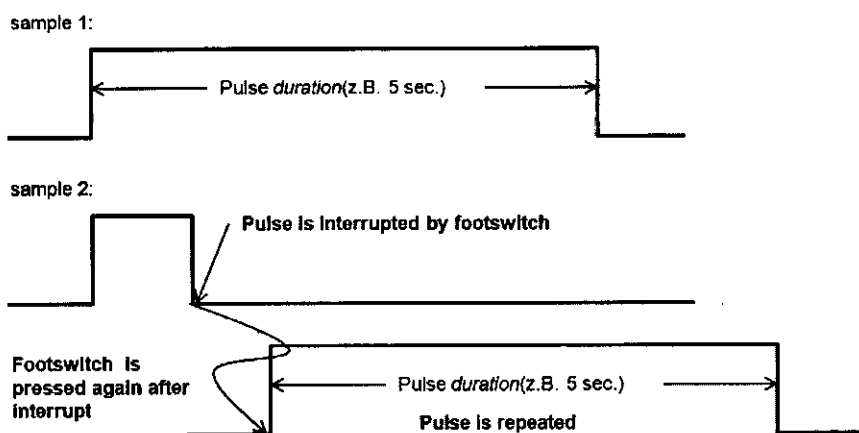 sample 1:
Pulse duration(z.B. 5 sec.)
sample 2:
Pulse is interrupted by footswitch
Footswitch is
pressed again after
interrupt
Pulse duration(z.B. 5 sec.)
Pulse is repeated